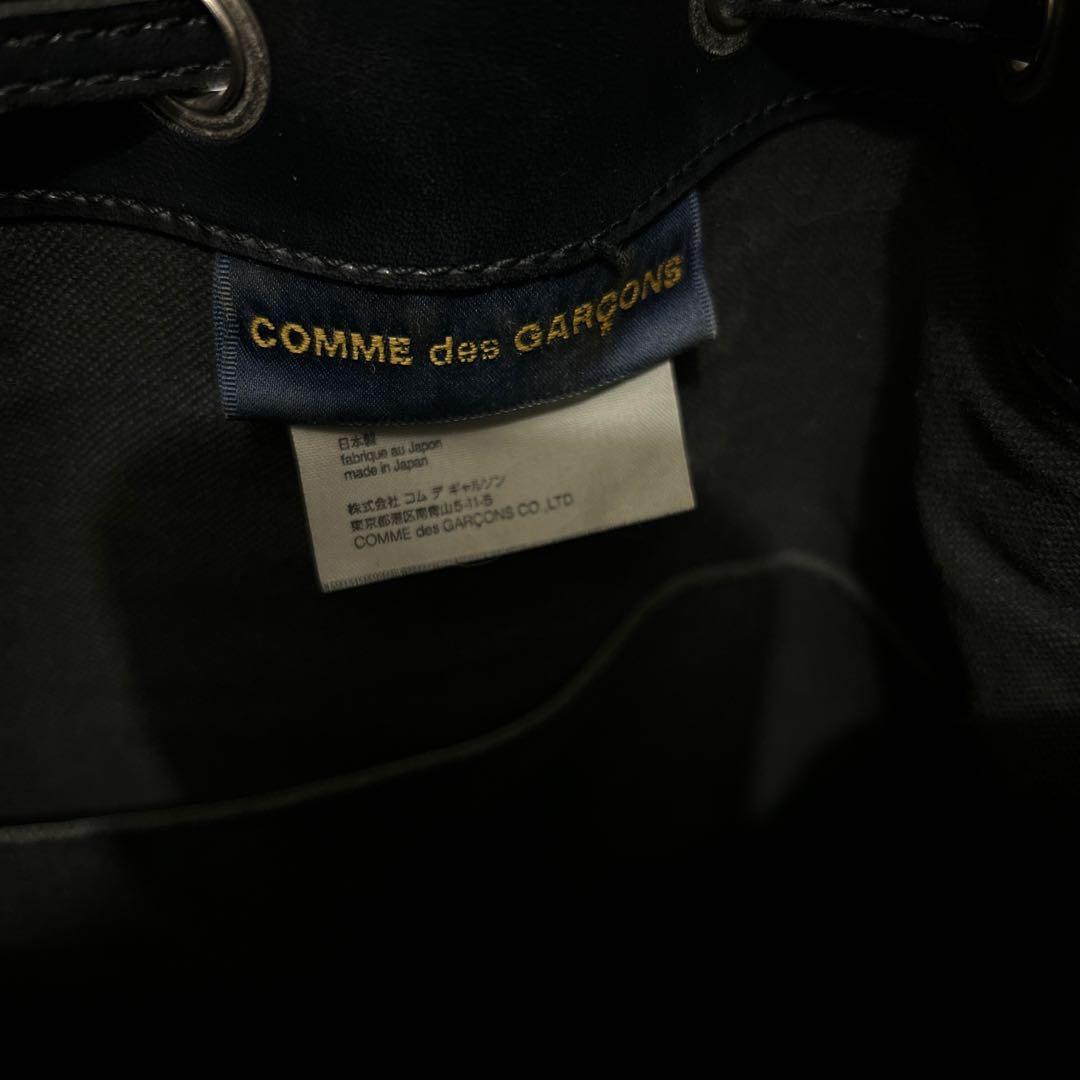 COMME des GARÇONS
日本製
fabriqué au Japon
made in Japan
株式会社 コム デ ギャルソン
東京都港区南青山5-11-5
COMME des GARÇONS CO.,LTD